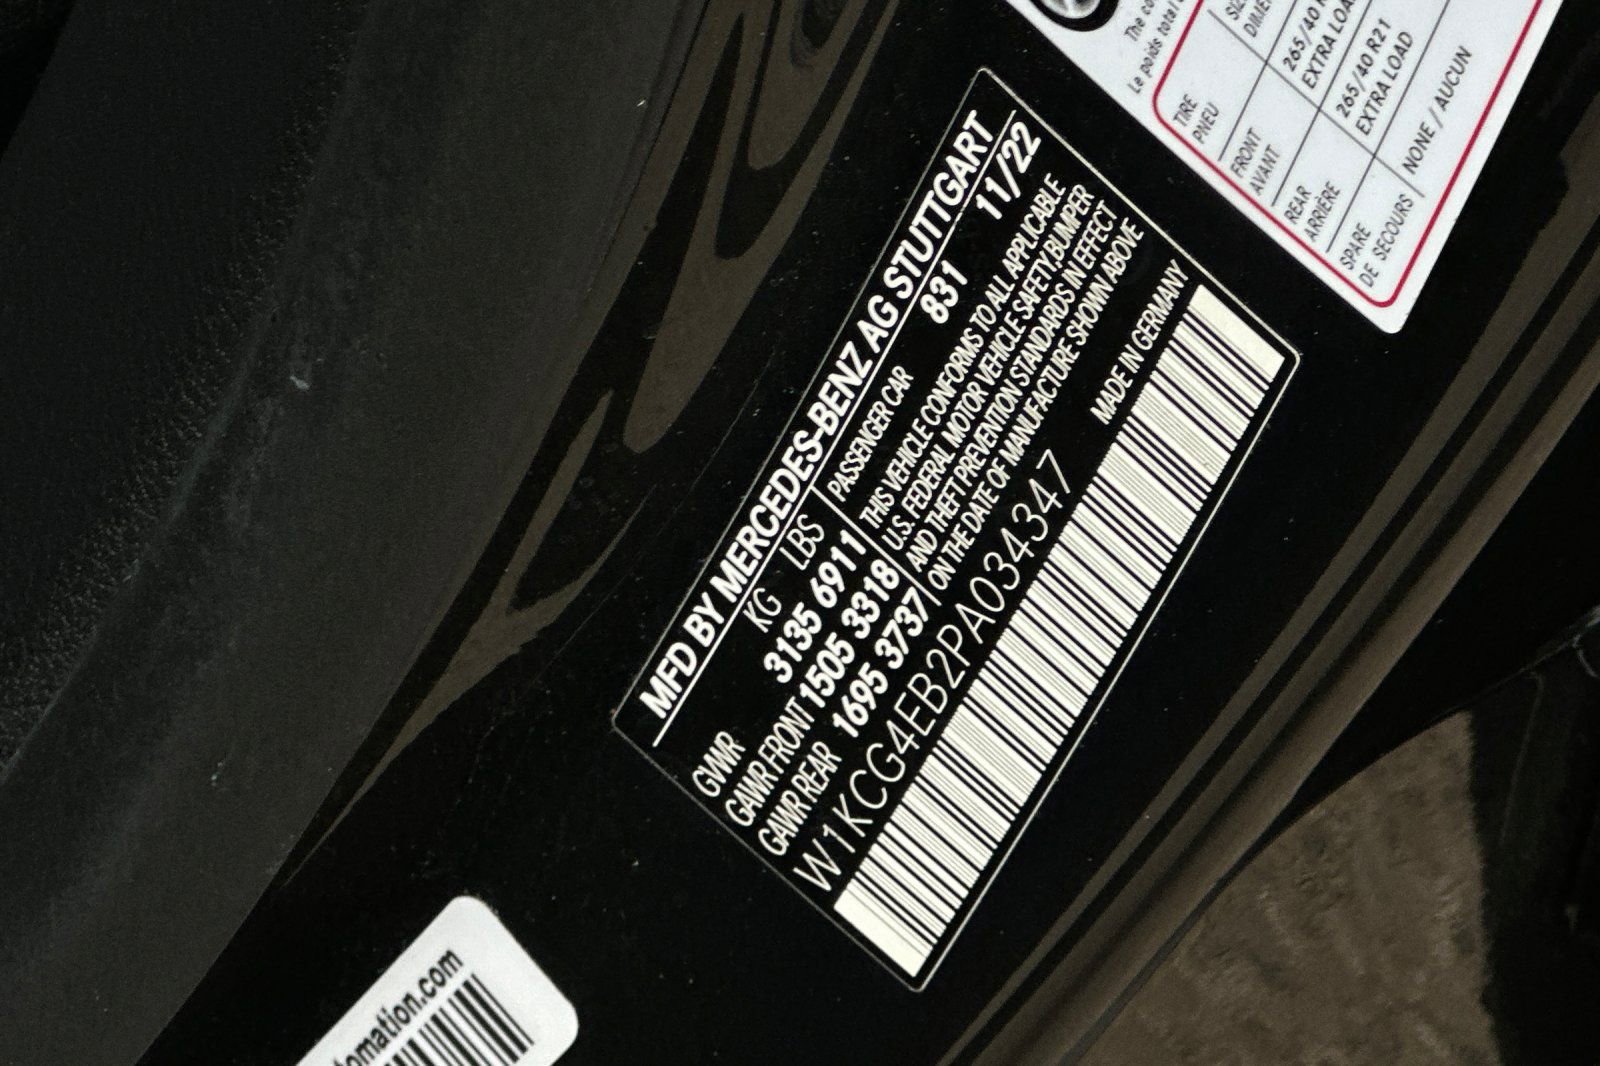 MFD BY MERCEDES-BENZ AG STUTTGART
KG LBS
GVWR 3135 6911
GAWR FRONT 1505 3318
GAWR REAR 1695 3737
PASSENGER CAR 831 11/22
THIS VEHICLE CONFORMS TO ALL APPLICABLE
U.S. FEDERAL MOTOR VEHICLE SAFETY, BUMPER
AND THEFT PREVENTION STANDARDS IN EFFECT
ON THE DATE OF MANUFACTURE SHOWN ABOVE
W1KCG4EB2PA034347 MADE IN GERMANY
Le poids total
TIRE
PNEU
FRONT
AVANT
265/40
EXTRA LOAD
REAR
ARRIÈRE
265/40 R21
EXTRA LOAD
SPARE
DE SECOURS
NONE / AUCUN